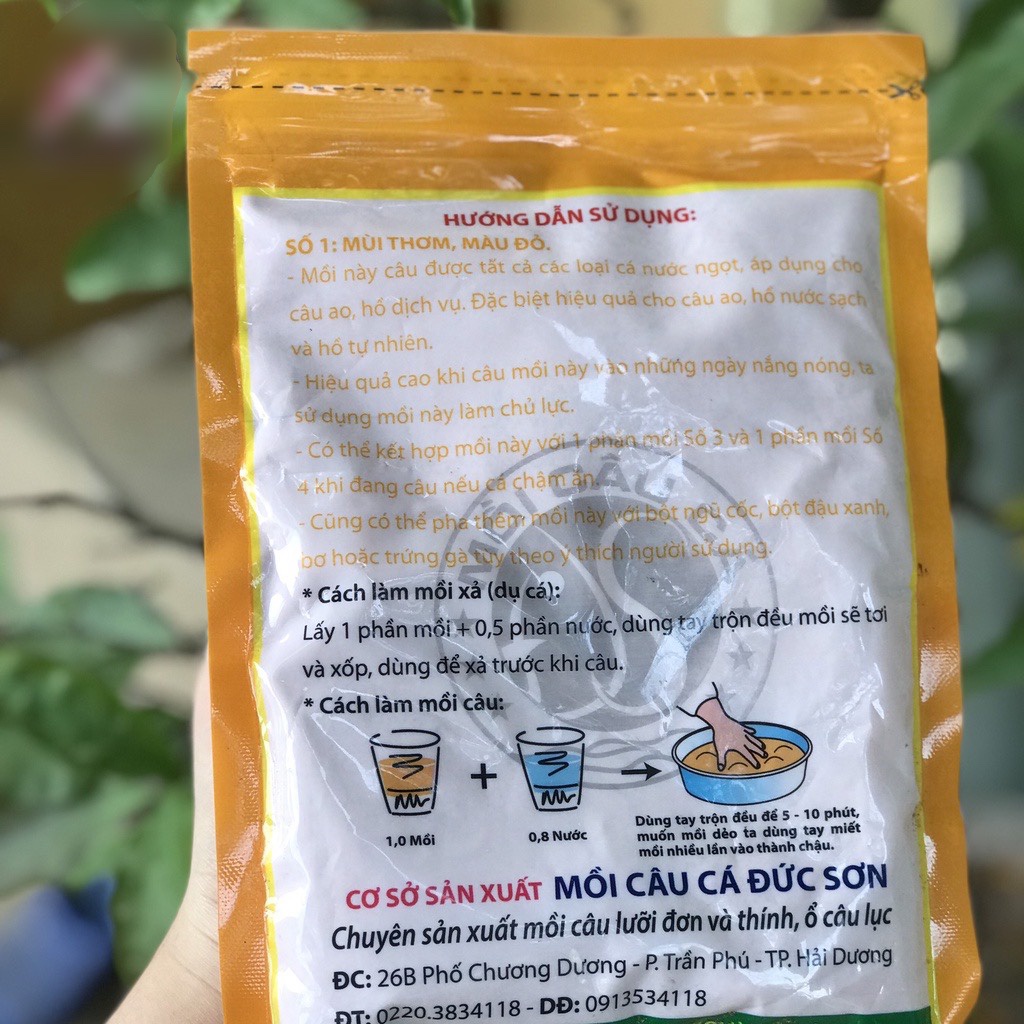 HƯỚNG DẪN SỬ DỤNG:
SỐ 1: MÙI THƠM, MÀU ĐỎ.
- Mồi này câu được tất cả các loại cá nước ngọt, áp dụng cho
câu ao, hồ dịch vụ. Đặc biệt hiệu quả cho câu ao, hồ nước sạch
và hồ tự nhiên.
- Hiệu quả cao khi câu mồi này vào những ngày nắng nóng, ta
sử dụng mồi này làm chủ lực.
- Có thể kết hợp mồi này với 1 phần mồi Số 3 và 1 phần mồi Số
4 khi đang câu nếu cá chậm ăn.
- Cũng có thể pha thêm mồi này với bột ngũ cốc, bột đậu xanh,
bơ hoặc trứng gà tùy theo ý thích người sử dụng.
* Cách làm mồi xả (dụ cá):
Lấy 1 phần mồi + 0,5 phần nước, dùng tay trộn đều mồi sẽ tơi
và xốp, dùng để xả trước khi câu.
* Cách làm mồi câu:
+
1,0 Mồi
0,8 Nước
Dùng tay trộn đều để 5 - 10 phút,
muốn mồi dẻo ta dùng tay miết
mồi nhiều lần vào thành chậu.
CƠ SỞ SẢN XUẤT MỒI CÂU CÁ ĐỨC SƠN
Chuyên sản xuất mồi câu lưỡi đơn và thính, ổ câu lục
ĐC: 26B Phố Chương Dương - P. Trần Phú - TP. Hải Dương
ĐT: 0220.3834118 - DĐ: 0913534118